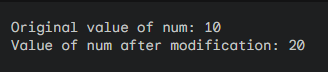 Original value of num: 10
Value of num after modification: 20